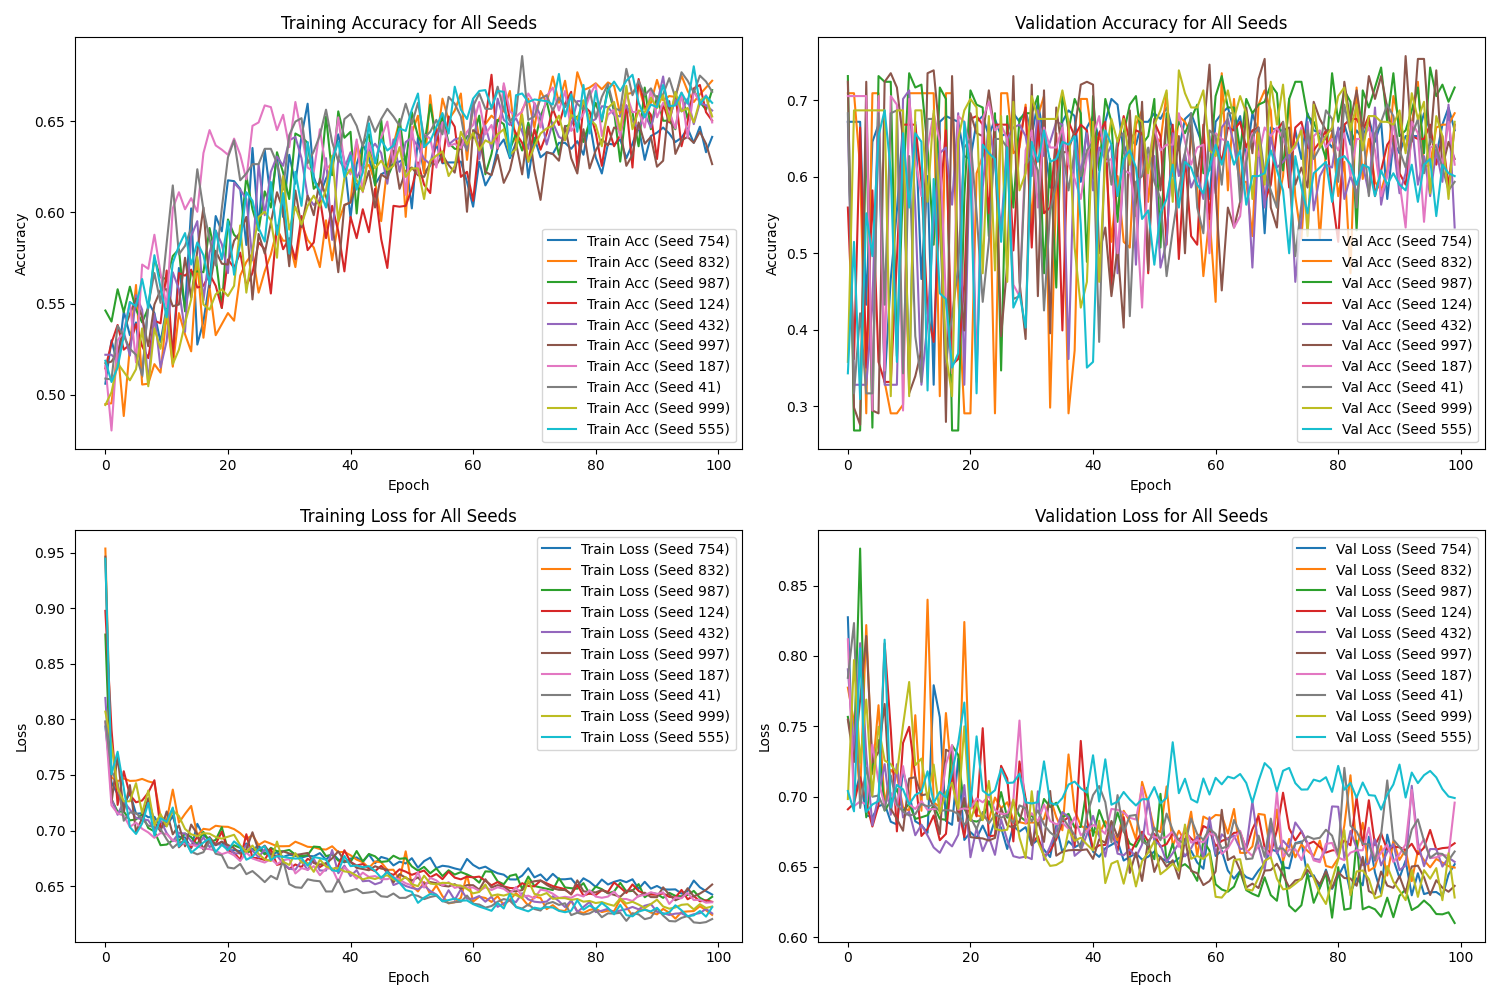 Training Accuracy for All Seeds
Accuracy
0.65
0.60
0.55
0.50
Train Acc (Seed 754)
Train Acc (Seed 832)
Train Acc (Seed 987)
Train Acc (Seed 124)
Train Acc (Seed 432)
Train Acc (Seed 997)
Train Acc (Seed 187)
Train Acc (Seed 41)
Train Acc (Seed 999)
Train Acc (Seed 555)
0 20 40 60 80 100
Epoch
Validation Accuracy for All Seeds
Accuracy
0.7
0.6
0.5
0.4
0.3
Val Acc (Seed 754)
Val Acc (Seed 832)
Val Acc (Seed 987)
Val Acc (Seed 124)
Val Acc (Seed 432)
Val Acc (Seed 997)
Val Acc (Seed 187)
Val Acc (Seed 41)
Val Acc (Seed 999)
Val Acc (Seed 555)
0 20 40 60 80 100
Epoch
Training Loss for All Seeds
Loss
0.95
0.90
0.85
0.80
0.75
0.70
0.65
Train Loss (Seed 754)
Train Loss (Seed 832)
Train Loss (Seed 987)
Train Loss (Seed 124)
Train Loss (Seed 432)
Train Loss (Seed 997)
Train Loss (Seed 187)
Train Loss (Seed 41)
Train Loss (Seed 999)
Train Loss (Seed 555)
0 20 40 60 80 100
Epoch
Validation Loss for All Seeds
Loss
0.85
0.80
0.75
0.70
0.65
0.60
Val Loss (Seed 754)
Val Loss (Seed 832)
Val Loss (Seed 987)
Val Loss (Seed 124)
Val Loss (Seed 432)
Val Loss (Seed 997)
Val Loss (Seed 187)
Val Loss (Seed 41)
Val Loss (Seed 999)
Val Loss (Seed 555)
0 20 40 60 80 100
Epoch